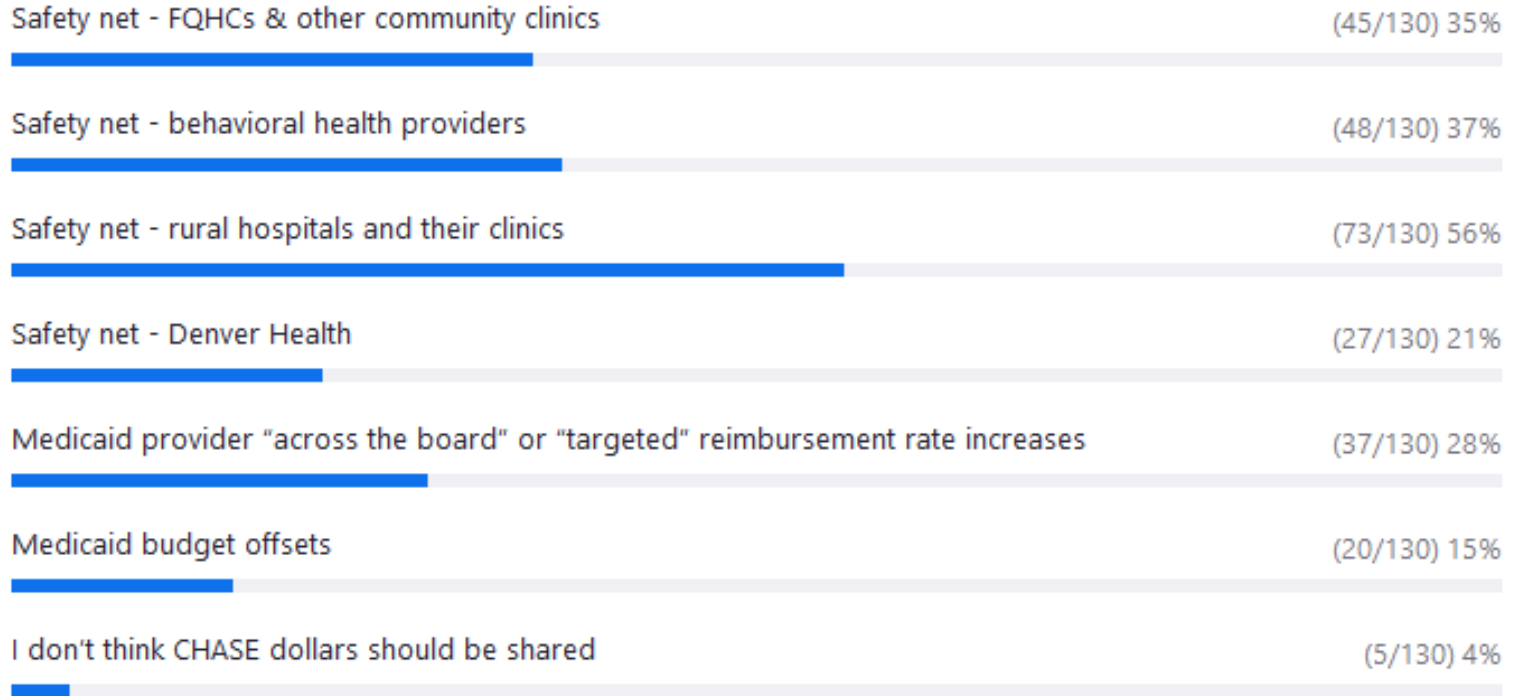 Safety net - FQHCs & other community clinics (45/130) 35%
Safety net - behavioral health providers (48/130) 37%
Safety net - rural hospitals and their clinics (73/130) 56%
Safety net - Denver Health (27/130) 21%
Medicaid provider “across the board” or “targeted” reimbursement rate increases (37/130) 28%
Medicaid budget offsets (20/130) 15%
I don't think CHASE dollars should be shared (5/130) 4%